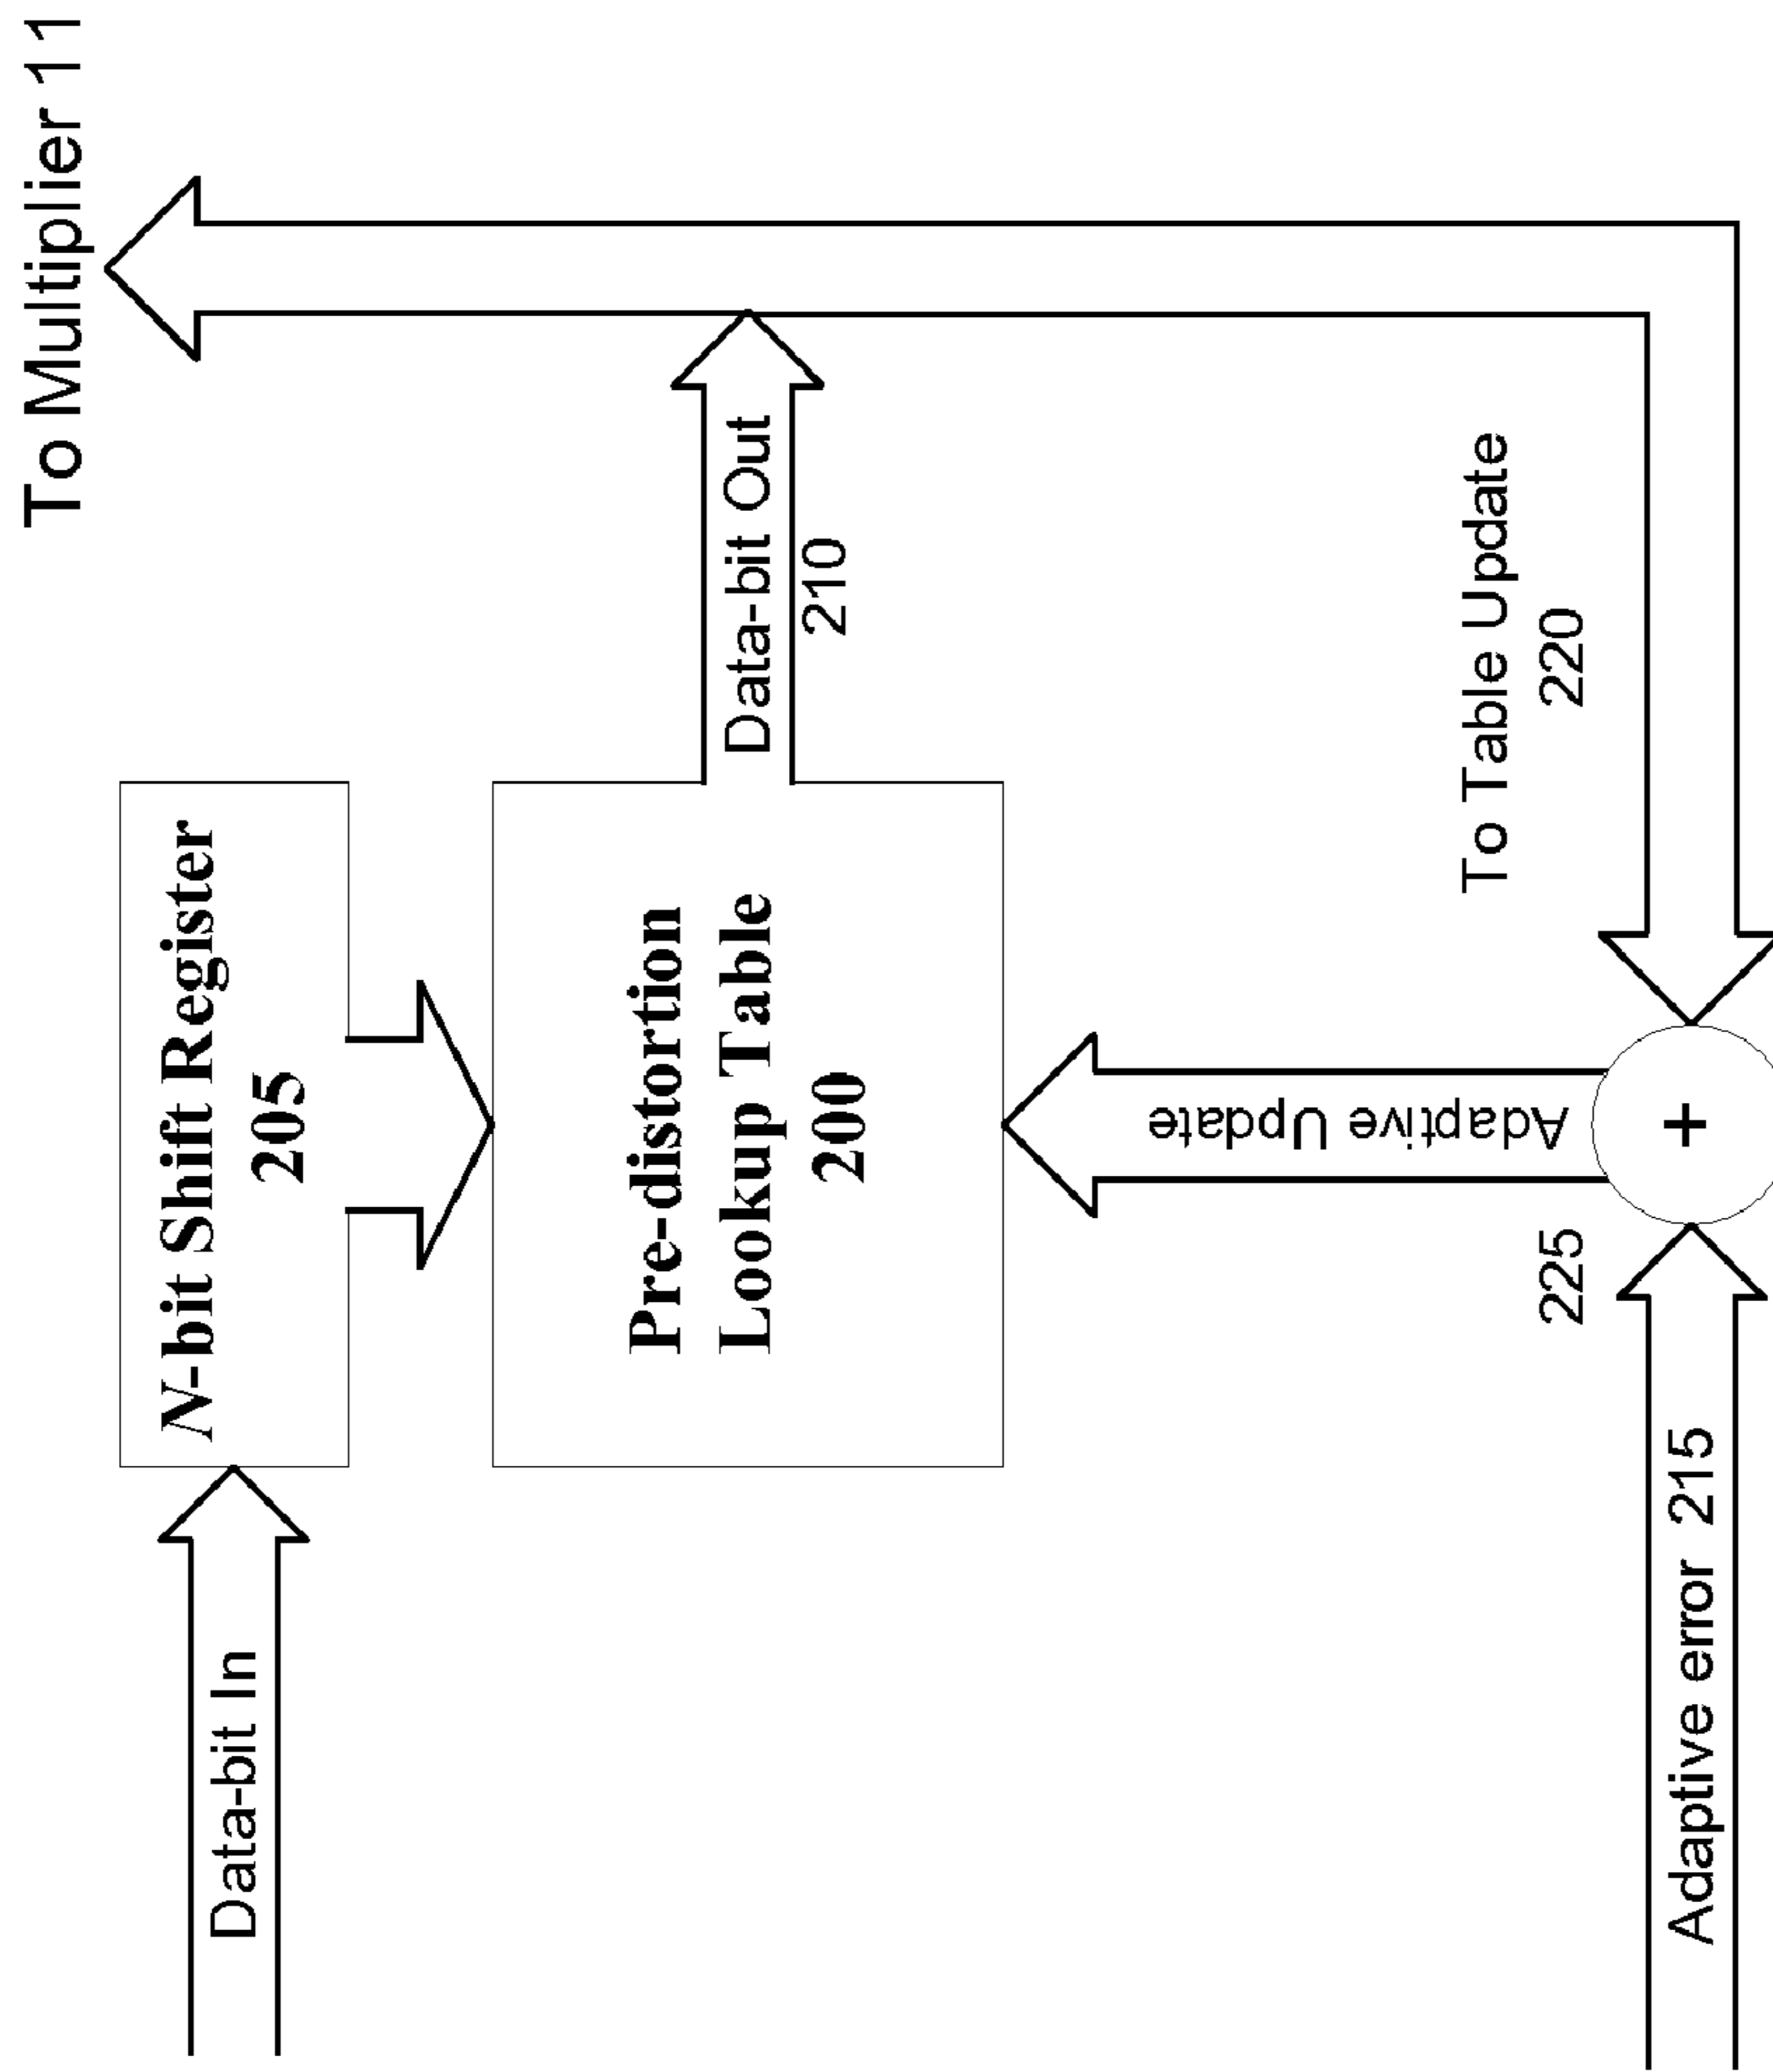 To Multiplier 11
N-bit Shift Register
205
Data-bit In
Pre-distortion
Lookup Table
200
Data-bit Out
210
To Table Update
220
Adaptive Update
225
+
Adaptive error 215